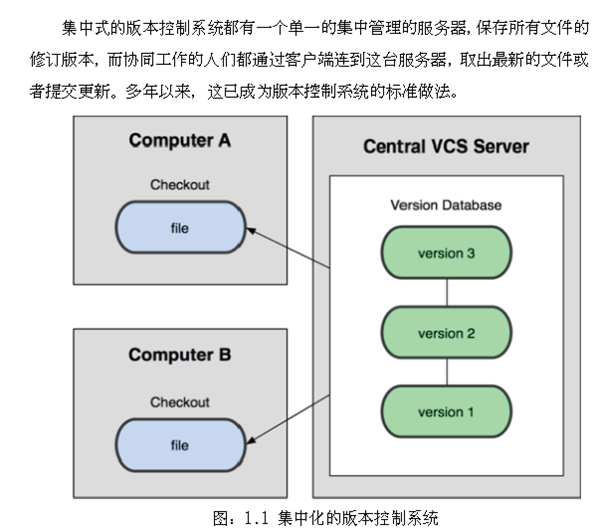 集中式的版本控制系统都有一个单一的集中管理的服务器,保存所有文件的
修订版本,而协同工作的人们都通过客户端连到这台服务器,取出最新的文件或
者提交更新。多年以来,这已成为版本控制系统的标准做法。
Computer A
Checkout
file
Central VCS Server
Version Database
version 3
version 2
version 1
Computer B
Checkout
file
图: 1.1 集中化的版本控制系统